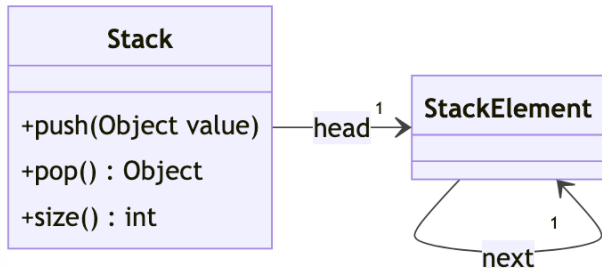 Stack
+push(Object value)
+pop() : Object
+size() : int
head
1
StackElement
1
next